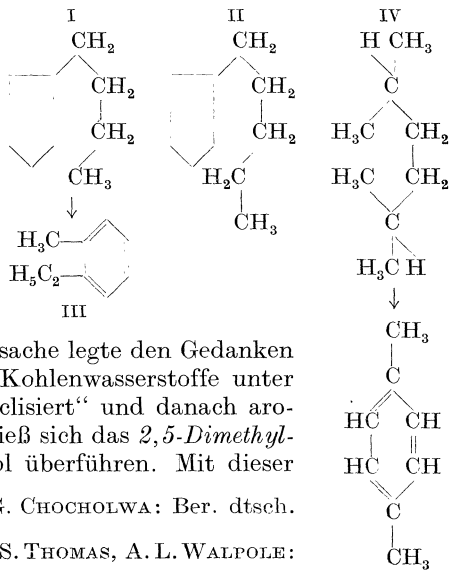 I II IV
CH₂ CH₂ H CH₃
CH₂ CH₂ C
CH₂ CH₂ H₃C CH₂
CH₃ H₂C H₃C CH₂
CH₃ C
H₃C H₃C H
H₅C₂
III CH₃
sache legte den Gedanken
Kohlenwasserstoffe unter C
clisiert“ und danach aro-
ieß sich das 2,5-Dimethyl- HC CH
ol überführen. Mit dieser HC CH
G. CHOCHOLWA: Ber. dtsch. C
S. THOMAS, A. L. WALPOLE: CH₃